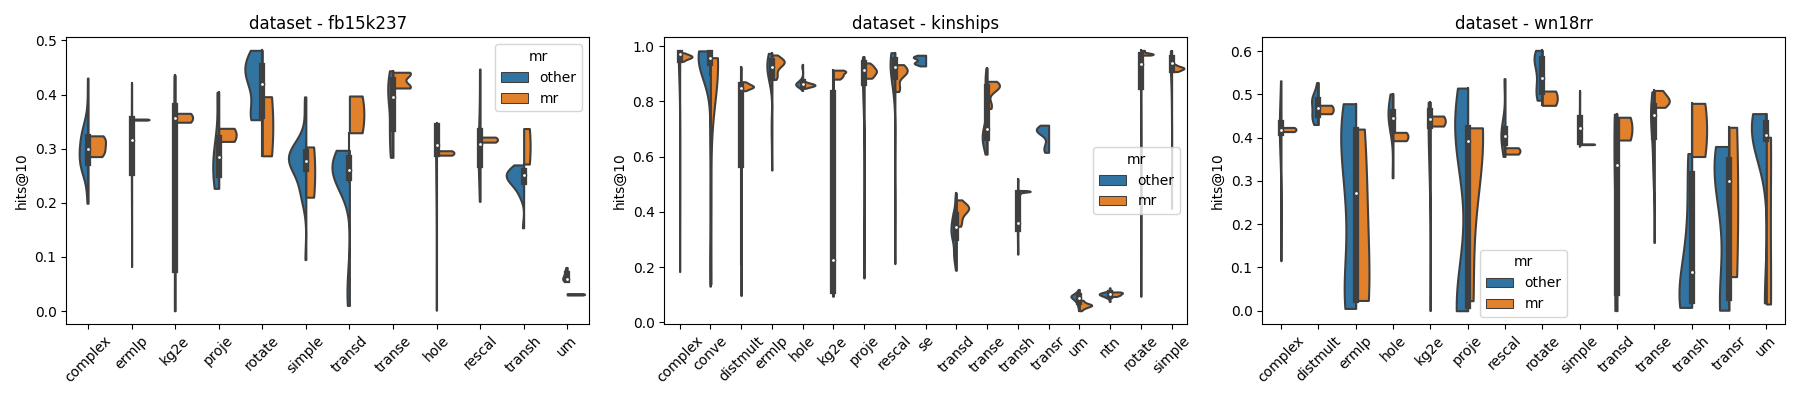 dataset - fb15k237
hits@10
0.5
0.4
0.3
0.2
0.1
0.0
mr
other
mr
complex
ermlp
kg2e
proje
rotate
simple
transd
transe
hole
rescal
transh
um
dataset - kinships
hits@10
1.0
0.8
0.6
0.4
0.2
0.0
mr
other
mr
complex
conve
distmult
ermlp
hole
kg2e
proje
rescal
se
transd
transe
transh
transr
um
ntn
rotate
simple
dataset - wn18rr
hits@10
0.6
0.5
0.4
0.3
0.2
0.1
0.0
mr
other
mr
complex
distmult
ermlp
hole
kg2e
proje
rescal
rotate
simple
transd
transe
transh
transr
um